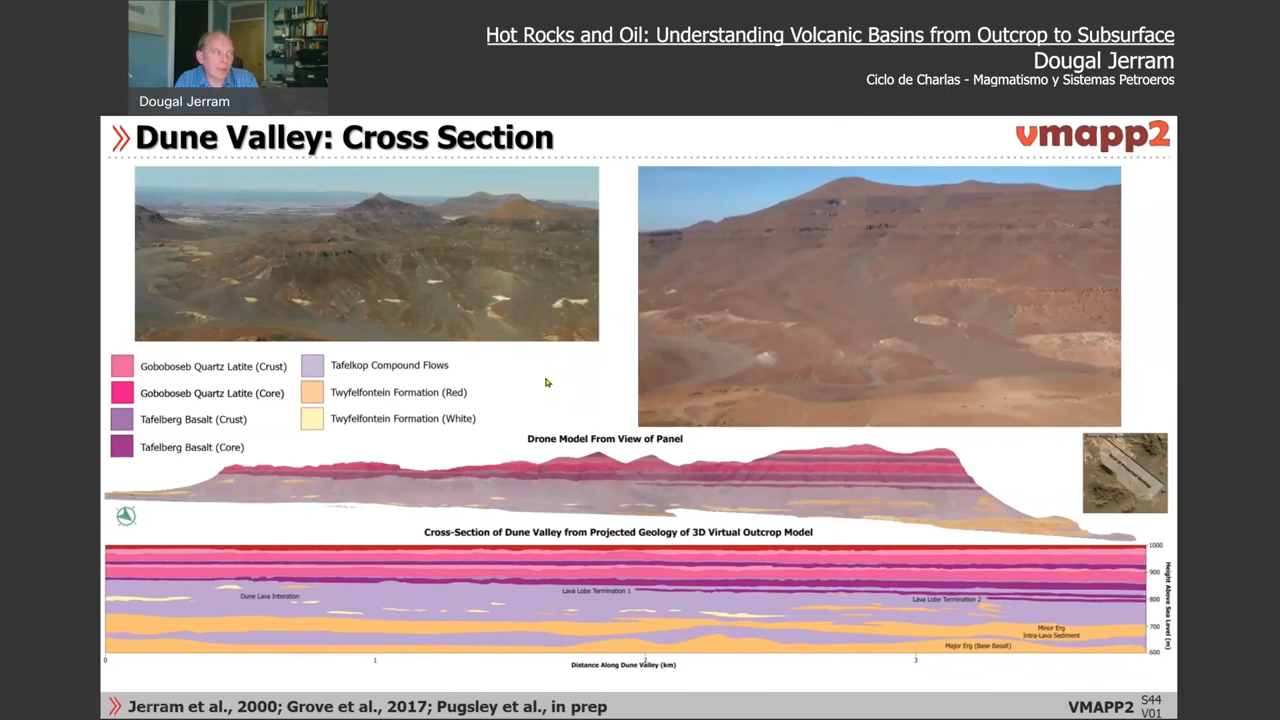 Hot Rocks and Oil: Understanding Volcanic Basins from Outcrop to Subsurface
Dougal Jerram
Ciclo de Charlas - Magmatismo y Sistemas Petroeros
Dougal Jerram
Dune Valley: Cross Section
vmapp2
Goboboseb Quartz Latite (Crust)
Goboboseb Quartz Latite (Core)
Tafelberg Basalt (Crust)
Tafelberg Basalt (Core)
Tafelkop Compound Flows
Twyfelfontein Formation (Red)
Twyfelfontein Formation (White)
Drone Model From View of Panel
Cross-Section of Dune Valley from Projected Geology of 3D Virtual Outcrop Model
Dune Lava Interation
Lava Lobe Termination 1
Lava Lobe Termination 2
Minor Erg
Intra-Lava Sediment
Major Erg (Base Basalt)
1000
900
800
700
600
Height Above Sea Level (m)
0
1
2
3
Distance Along Dune Valley (km)
Jerram et al., 2000; Grove et al., 2017; Pugsley et al., in prep
VMAPP2
S44
V01